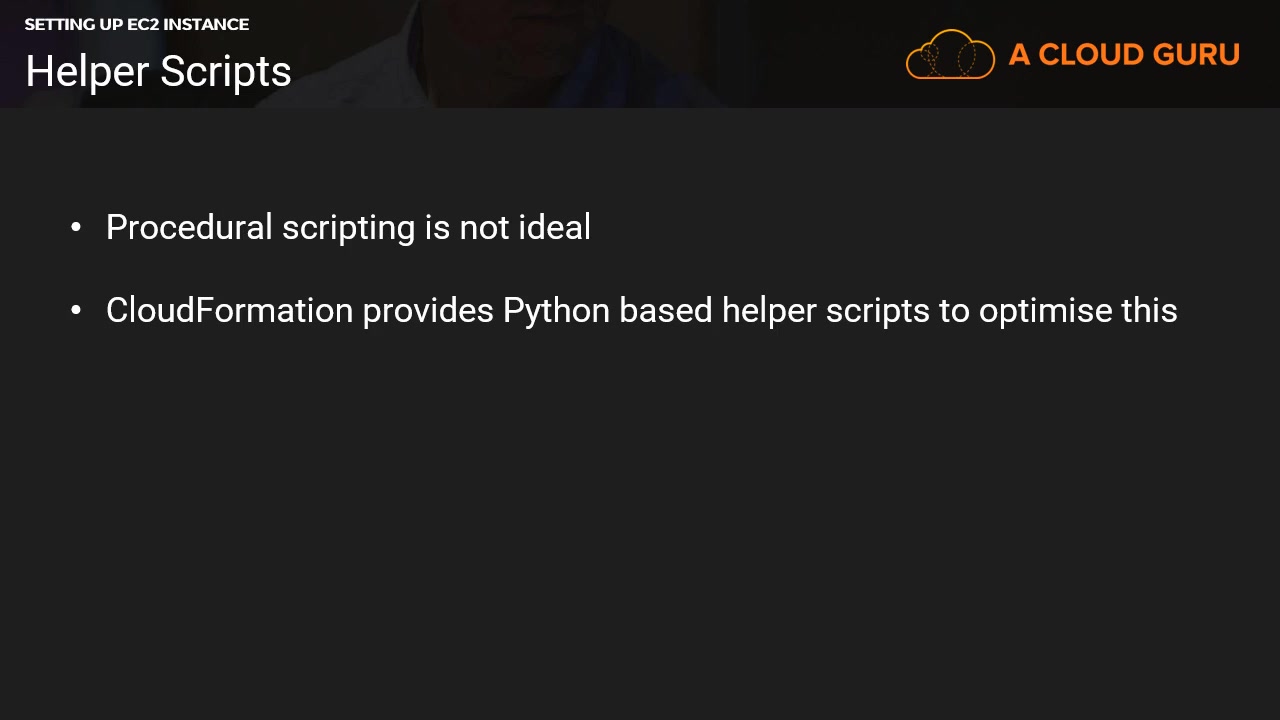 SETTING UP EC2 INSTANCE
Helper Scripts
A CLOUD GURU
• Procedural scripting is not ideal
• CloudFormation provides Python based helper scripts to optimise this